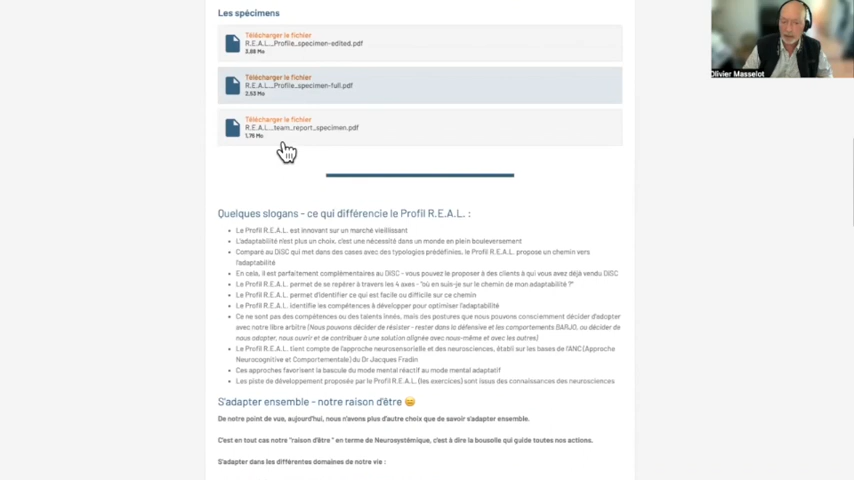 Les spécimens
Télécharger le fichier
R.E.A.L._Profile_specimen-edited.pdf
3,88 Mo
Télécharger le fichier
R.E.A.L._Profile_specimen-full.pdf
2,53 Mo
Télécharger le fichier
R.E.A.L._team_report_specimen.pdf
1,76 Mo
Olivier Masselot
Quelques slogans - ce qui différencie le Profil R.E.A.L. :
Le Profil R.E.A.L. est innovant sur un marché vieillissant
L'adaptabilité n'est plus un choix, c'est une nécessité dans un monde en plein bouleversement
Comparé au DiSC qui met dans des cases avec des typologies prédéfinies, le Profil R.E.A.L. propose un chemin vers
l'adaptabilité
En cela, il est parfaitement complémentaires au DISC - vous pouvez le proposer à des clients à qui vous avez déjà vendu DISC
Le Profil R.E.A.L. permet de se repérer à travers les 4 axes - "où en suis-je sur le chemin de mon adaptabilité ?"
Le Profil R.E.A.L. permet d'identifier ce qui est facile ou difficile sur ce chemin
Le Profil R.E.A.L. identifie les compétences à développer pour optimiser l'adaptabilité
Ce ne sont pas des compétences ou des talents innés, mais des postures que nous pouvons consciemment décider d'adopter
avec notre libre arbitre (Nous pouvons décider de résister - rester dans la défensive et les comportements BARJO, ou décider de
nous adapter, nous ouvrir et de contribuer à une solution alignée avec nous-même et avec les autres)
Le Profil R.E.A.L. tient compte de l'approche neurosensorielle et des neurosciences, établi sur les bases de l'ANC (Approche
Neurocognitive et Comportementale) du Dr Jacques Fradin
Ces approches favorisent la bascule du mode mental réactif au mode mental adaptatif
Les piste de développement proposée par le Profil R.E.A.L. (les exercices) sont issus des connaissances des neurosciences
S'adapter ensemble - notre raison d'être 😄
De notre point de vue, aujourd'hui, nous n'avons plus d'autre choix que de savoir s'adapter ensemble.
C'est en tout cas notre "raison d'être " en terme de Neurosystémique, c'est à dire la boussole qui guide toutes nos actions.
S'adapter dans les différentes domaines de notre vie :